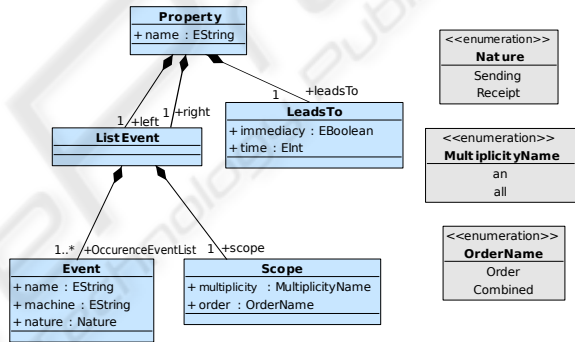 Property
+ name : EString
1 +left
1 +right
1 +leadsTo
ListEvent
LeadsTo
+ immediacy : EBoolean
+ time : EInt
1..* +OccurenceEventList
1 +scope
Event
+ name : EString
+ machine : EString
+ nature : Nature
Scope
+ multiplicity : MultiplicityName
+ order : OrderName
<<enumeration>>
Nature
Sending
Receipt
<<enumeration>>
MultiplicityName
an
all
<<enumeration>>
OrderName
Order
Combined